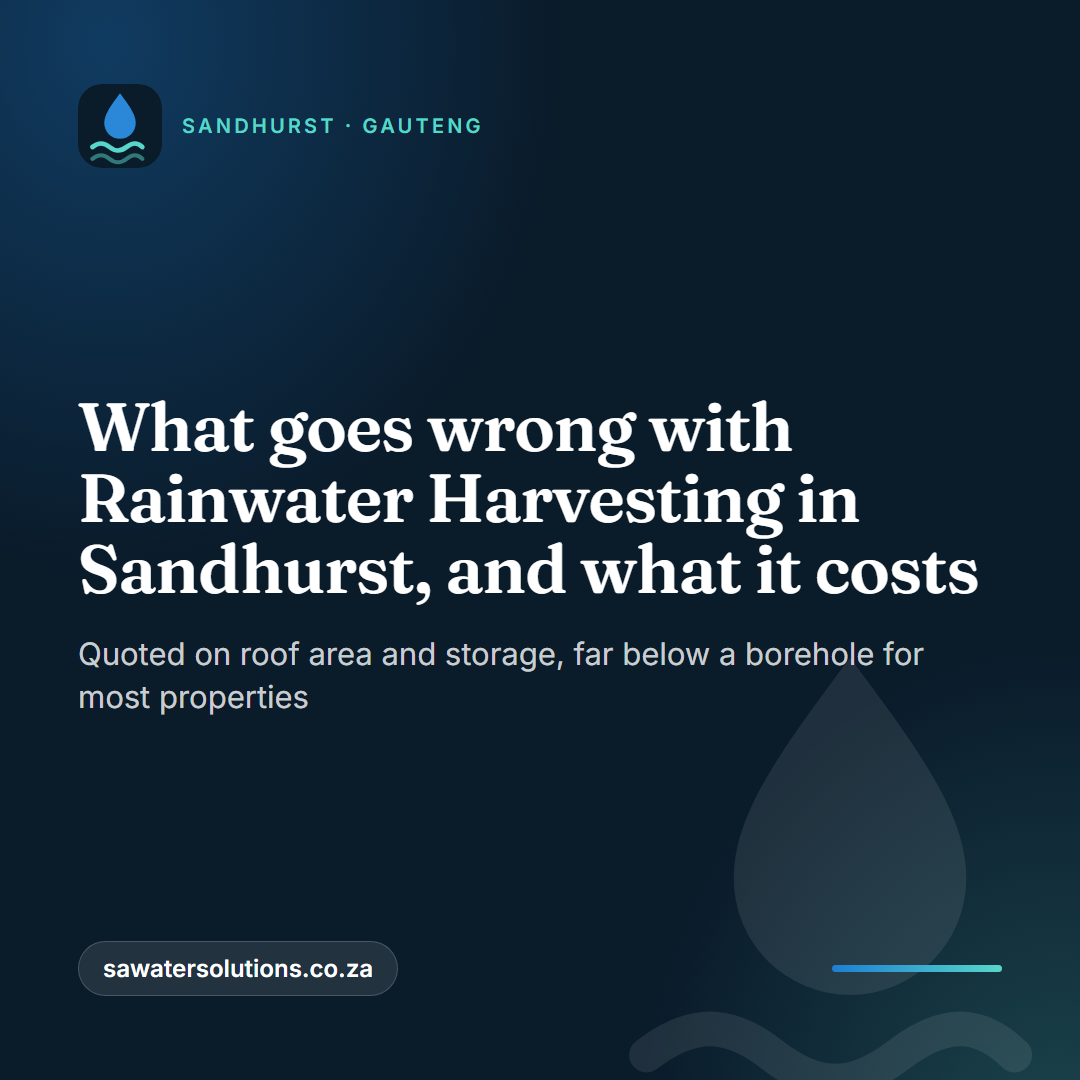 SANDHURST · GAUTENG
What goes wrong with
Rainwater Harvesting in
Sandhurst, and what it costs
Quoted on roof area and storage, far below a borehole for
most properties
sawatersolutions.co.za